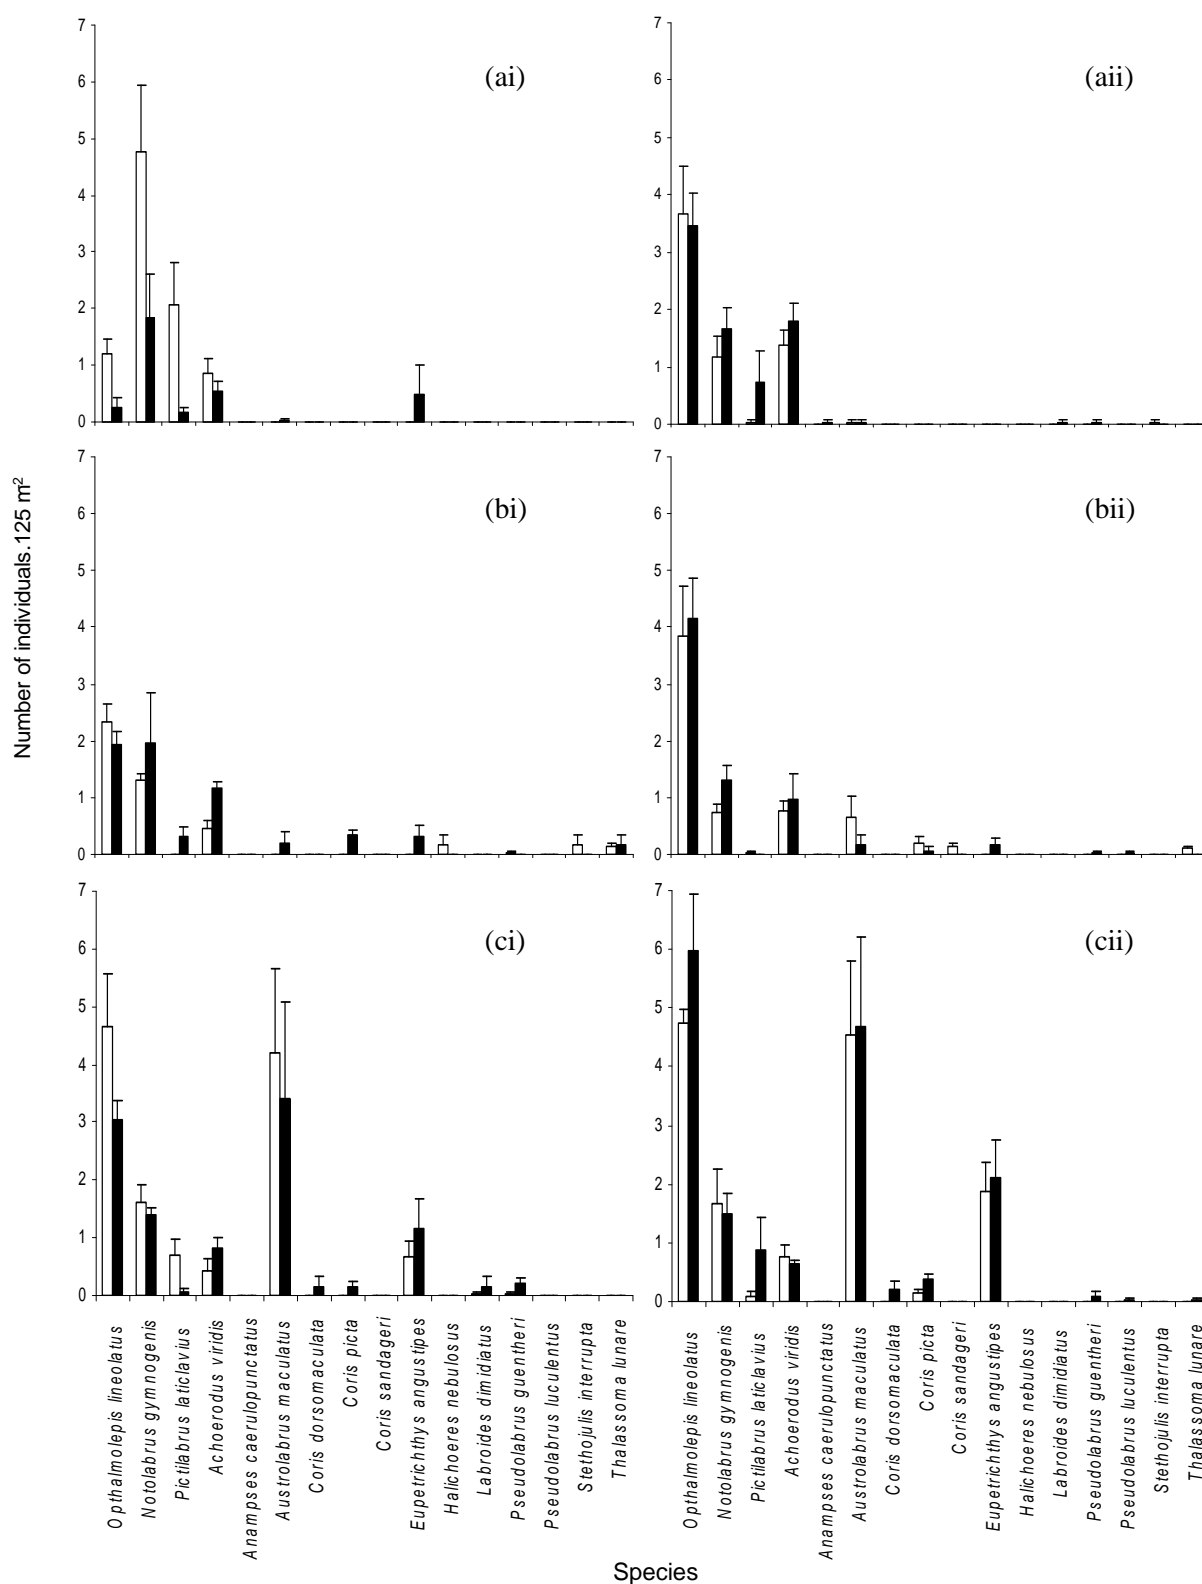 7
6
5
4
3
2
1
0
(ai)
7
6
5
4
3
2
1
0
(aii)
Number of individuals.125 m²
7
6
5
4
3
2
1
0
(bi)
7
6
5
4
3
2
1
0
(bii)
7
6
5
4
3
2
1
0
(ci)
7
6
5
4
3
2
1
0
(cii)
Opthalmolepis lineolatus
Notolabrus gymnogenis
Pictilabrus laticlavius
Achoerodus viridis
Anampses caerulopunctatus
Austrolabrus maculatus
Coris dorsomaculata
Coris picta
Coris sandageri
Eupetrichthy angustipes
Halichoeres nebulosus
Labroides dimidiatus
Pseudolabrus guentheri
Pseudolabrus luculentus
Stethojulis interrupta
Thalassoma lunare
Opthalmolepis lineolatus
Notolabrus gymnogenis
Pictilabrus laticlavius
Achoerodus viridis
Anampses caerulopunctatus
Austrolabrus maculatus
Coris dorsomaculata
Coris picta
Coris sandageri
Eupetrichthy angustipes
Halichoeres nebulosus
Labroides dimidiatus
Pseudolabrus guentheri
Pseudolabrus luculentus
Stethojulis interrupta
Thalassoma lunare
Species